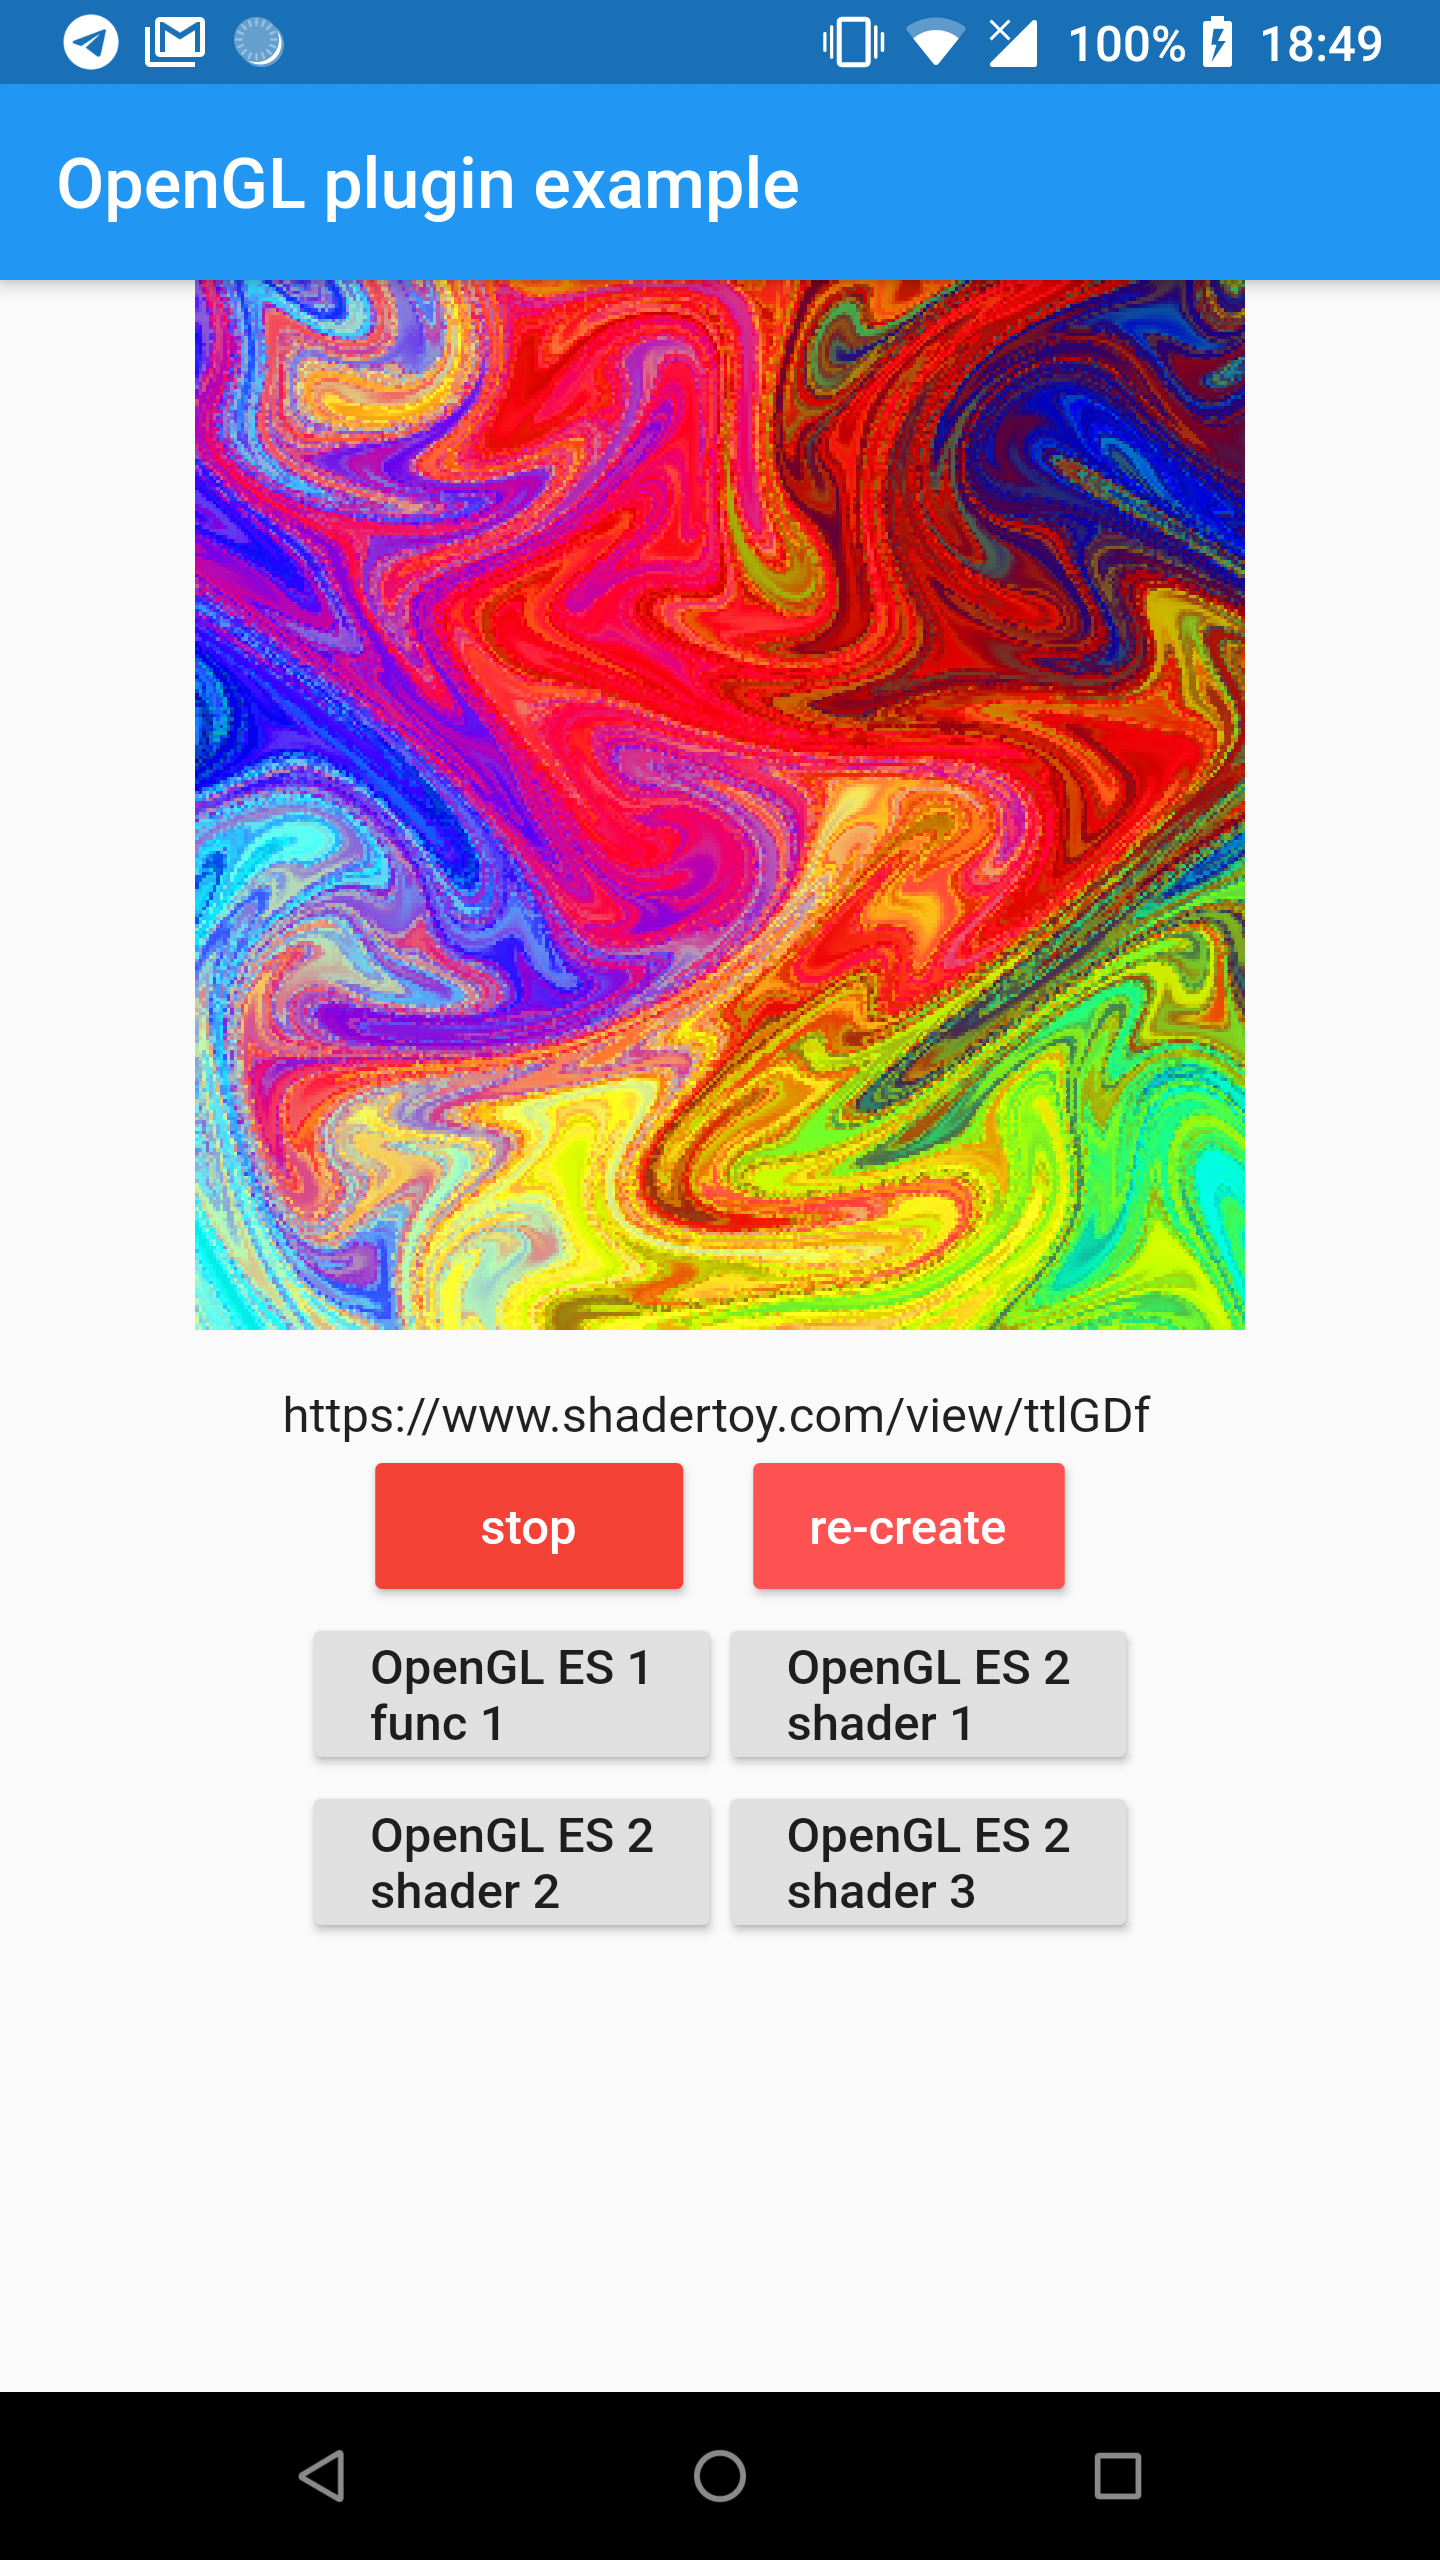 100% 18:49
OpenGL plugin example
https://www.shadertoy.com/view/ttlGDf
stop re-create
OpenGL ES 1
func 1
OpenGL ES 2
shader 1
OpenGL ES 2
shader 2
OpenGL ES 2
shader 3